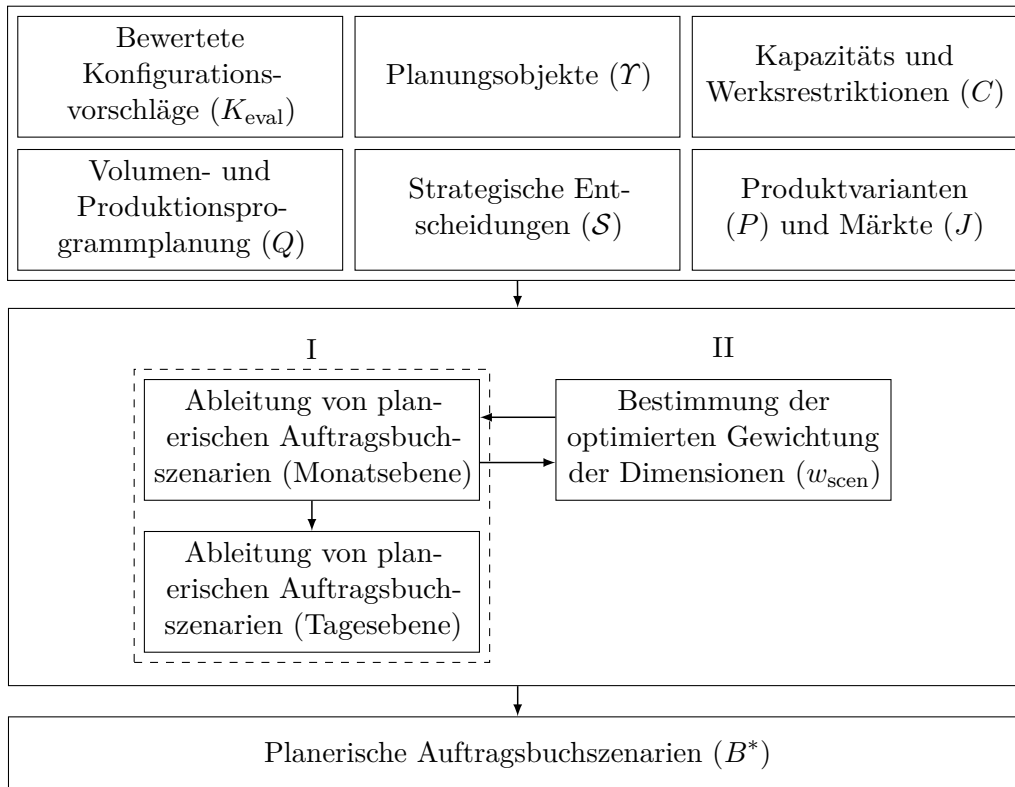 Bewertete
Konfigurations-
vorschläge (K_eval)
Planungsobjekte (ϒ)
Kapazitäts und
Werksrestriktionen (C)
Volumen- und
Produktionspro-
grammplanung (Q)
Strategische Ent-
scheidungen (𝒮)
Produktvarianten
(P) und Märkte (J)
I
II
Ableitung von plan-
erischen Auftragsbuch-
szenarien (Monatsebene)
Bestimmung der
optimierten Gewichtung
der Dimensionen (w_scen)
Ableitung von plan-
erischen Auftragsbuch-
szenarien (Tagesebene)
Planerische Auftragsbuchszenarien (B*)